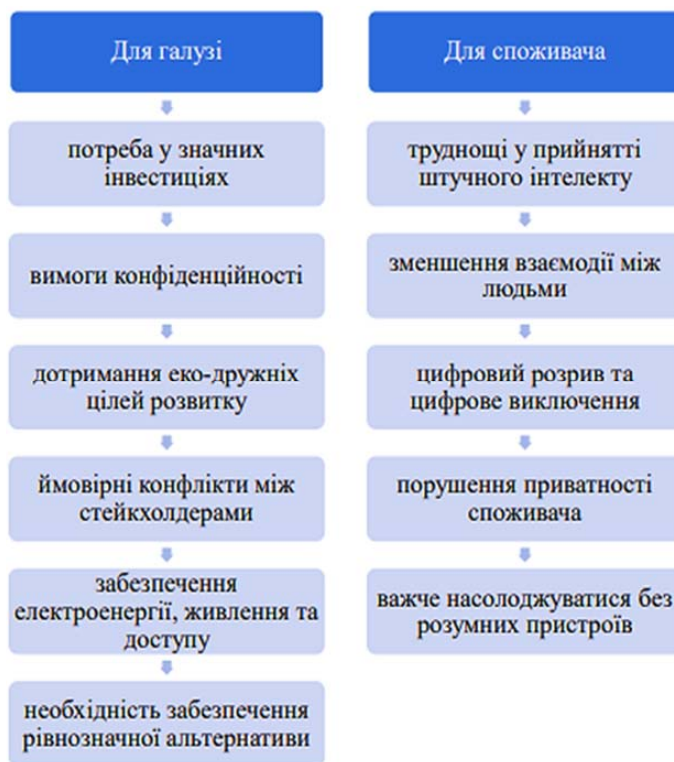 Для галузі
потреба у значних
інвестиціях
вимоги конфіденційності
дотримання еко-дружніх
цілей розвитку
ймовірні конфлікти між
стейкхолдерами
забезпечення
електроенергії, живлення та
доступу
необхідність забезпечення
рівнозначної альтернативи
Для споживача
труднощі у прийнятті
штучного інтелекту
зменшення взаємодії між
людьми
цифровий розрив та
цифрове виключення
порушення приватності
споживача
важче насолоджуватися без
розумних пристроїв